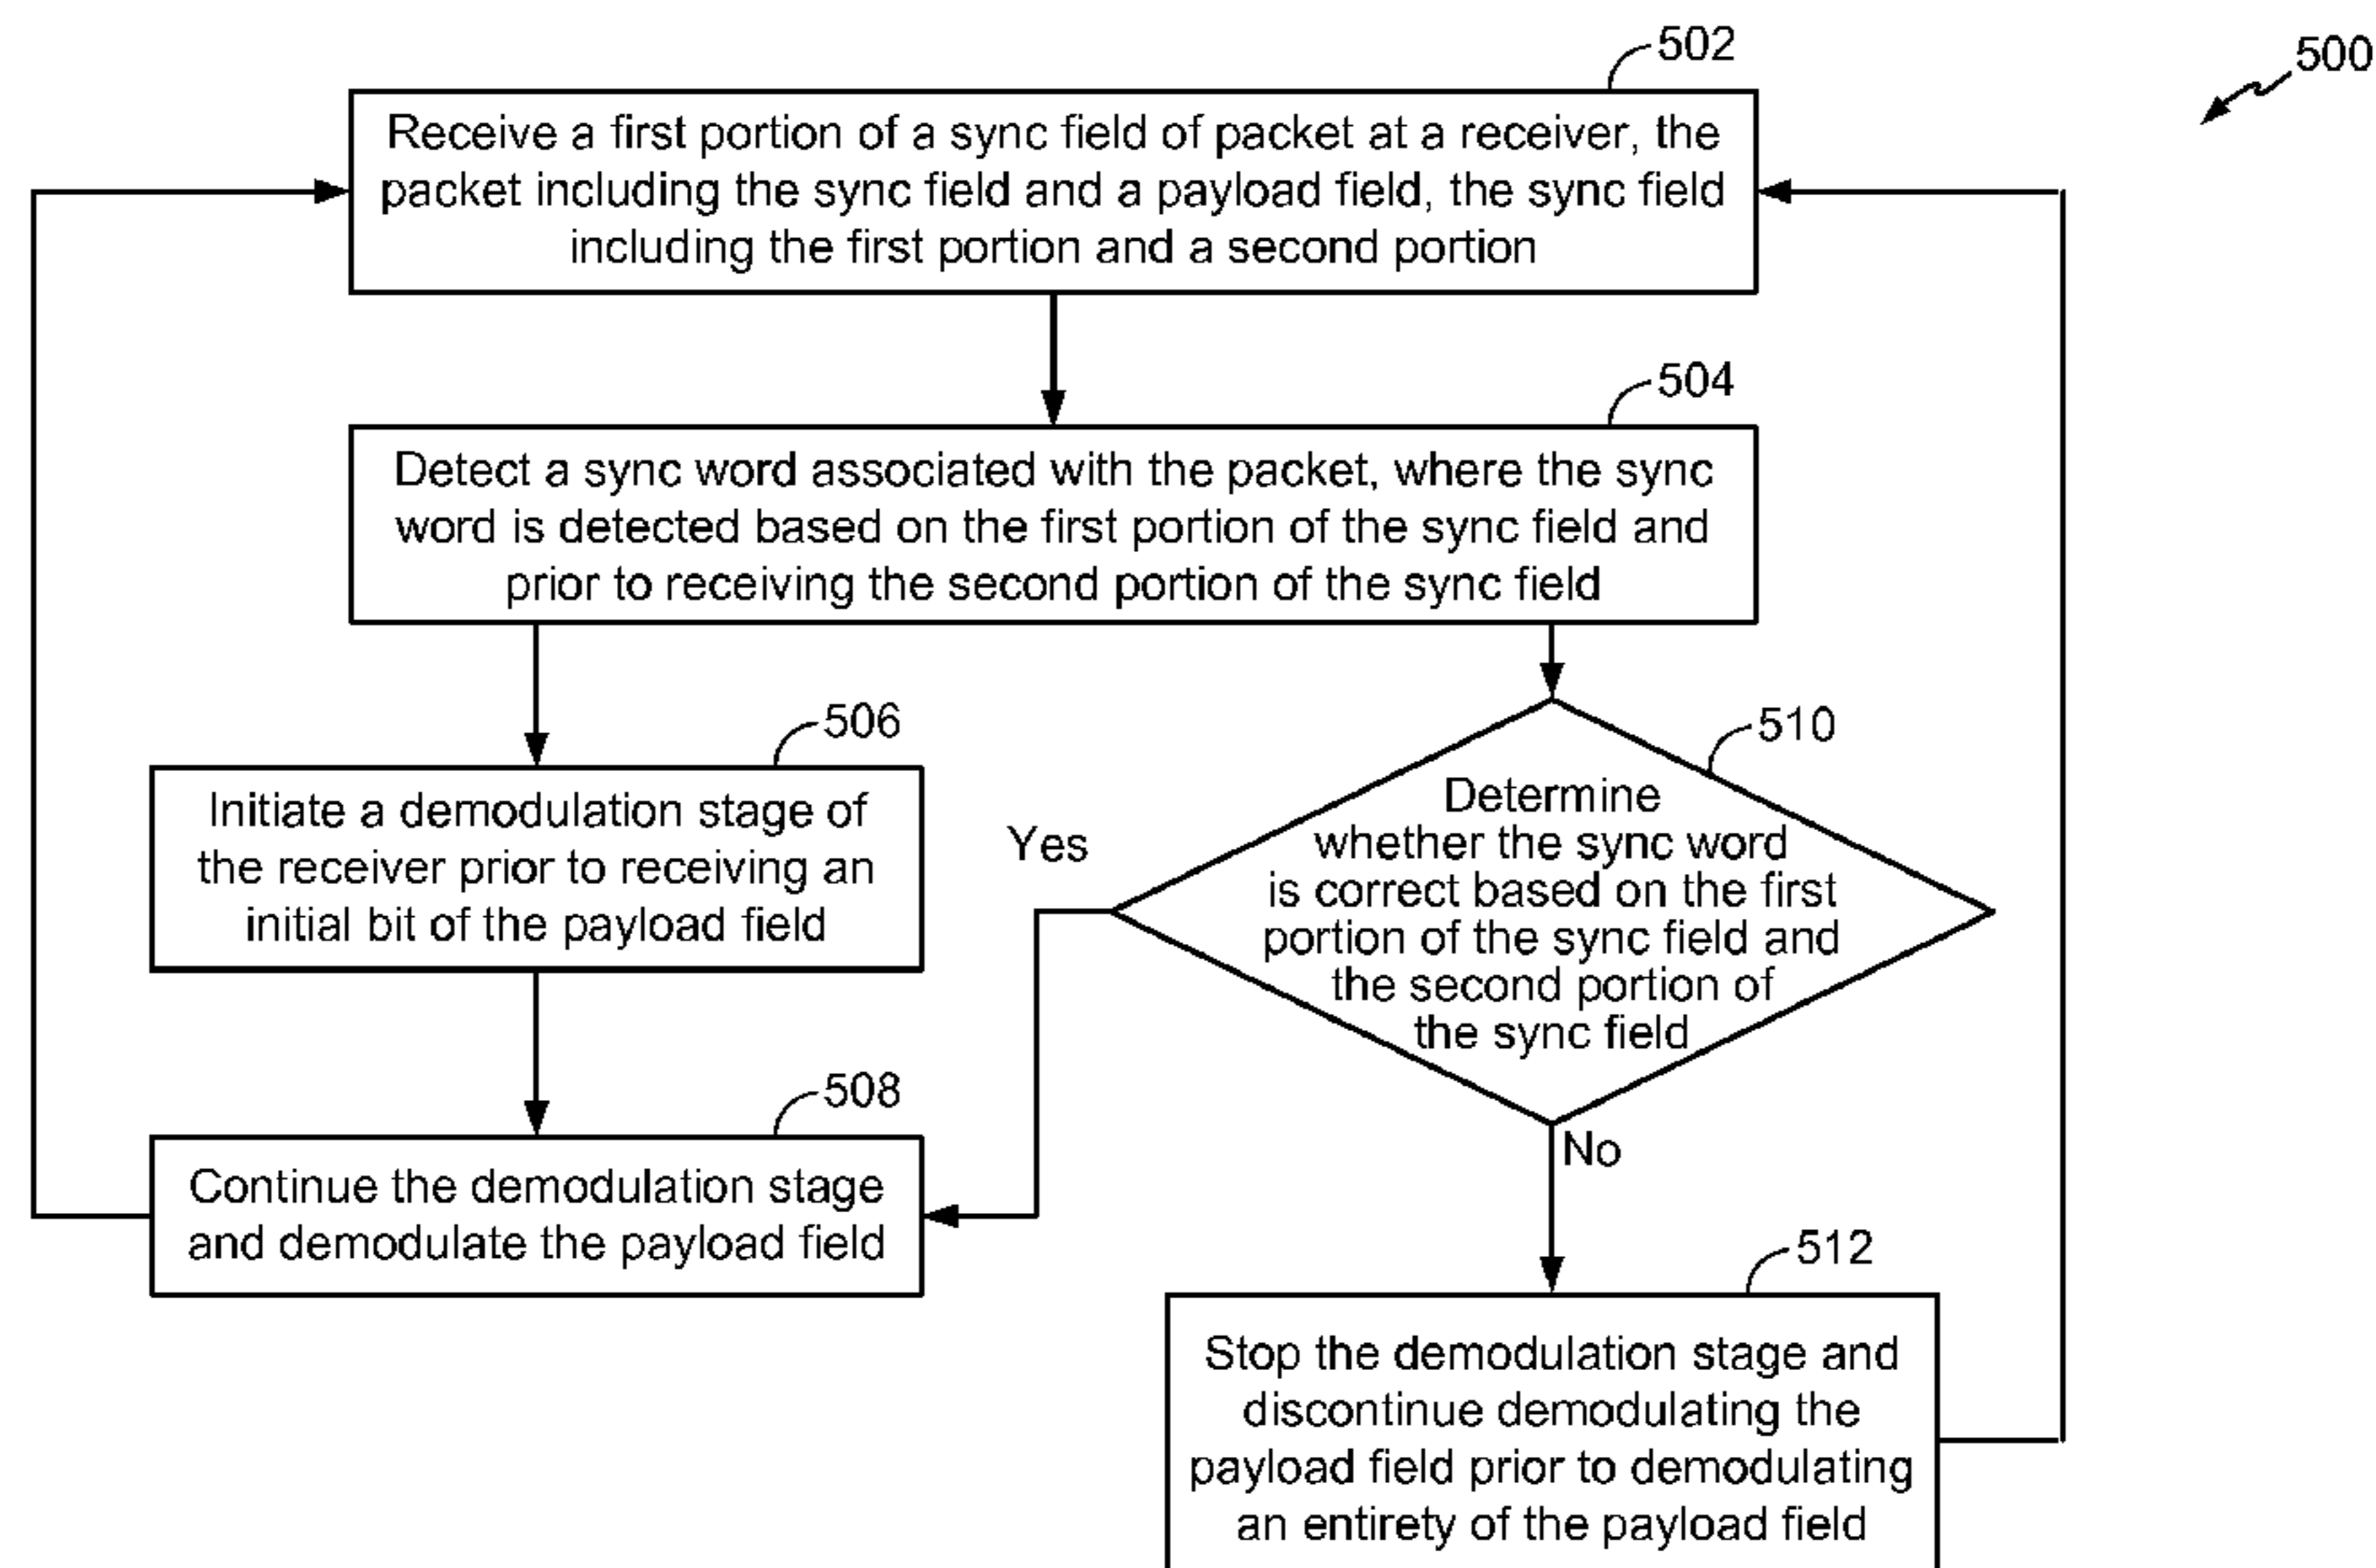 500
502
Receive a first portion of a sync field of packet at a receiver, the
packet including the sync field and a payload field, the sync field
including the first portion and a second portion
504
Detect a sync word associated with the packet, where the sync
word is detected based on the first portion of the sync field and
prior to receiving the second portion of the sync field
506
Initiate a demodulation stage of
the receiver prior to receiving an
initial bit of the payload field
510
Determine
whether the sync word
is correct based on the first
portion of the sync field and
the second portion of
the sync field
Yes
No
508
Continue the demodulation stage
and demodulate the payload field
512
Stop the demodulation stage and
discontinue demodulating the
payload field prior to demodulating
an entirety of the payload field